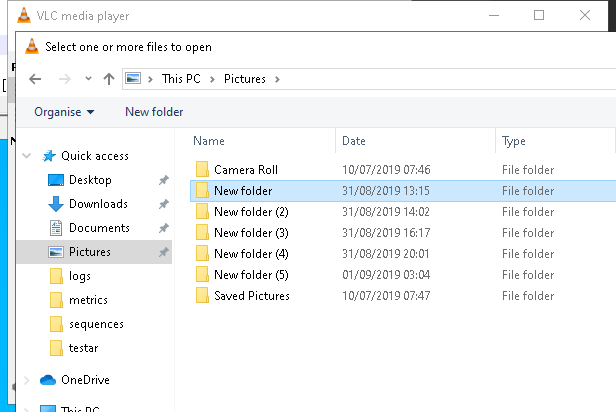 VLC media player
Select one or more files to open
This PC > Pictures >
Organise New folder
Name Date Type
Quick access
Desktop
Downloads
Documents
Pictures
logs
metrics
sequences
testar
OneDrive
This PC
Camera Roll 10/07/2019 07:46 File folder
New folder 31/08/2019 13:15 File folder
New folder (2) 31/08/2019 14:02 File folder
New folder (3) 31/08/2019 16:17 File folder
New folder (4) 31/08/2019 20:01 File folder
New folder (5) 01/09/2019 03:04 File folder
Saved Pictures 10/07/2019 07:47 File folder